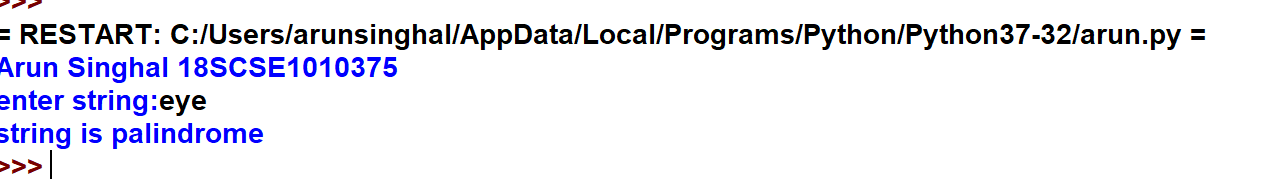 >>>
= RESTART: C:/Users/arunsinghal/AppData/Local/Programs/Python/Python37-32/arun.py =
Arun Singhal 18SCSE1010375
enter string:eye
string is palindrome
>>>